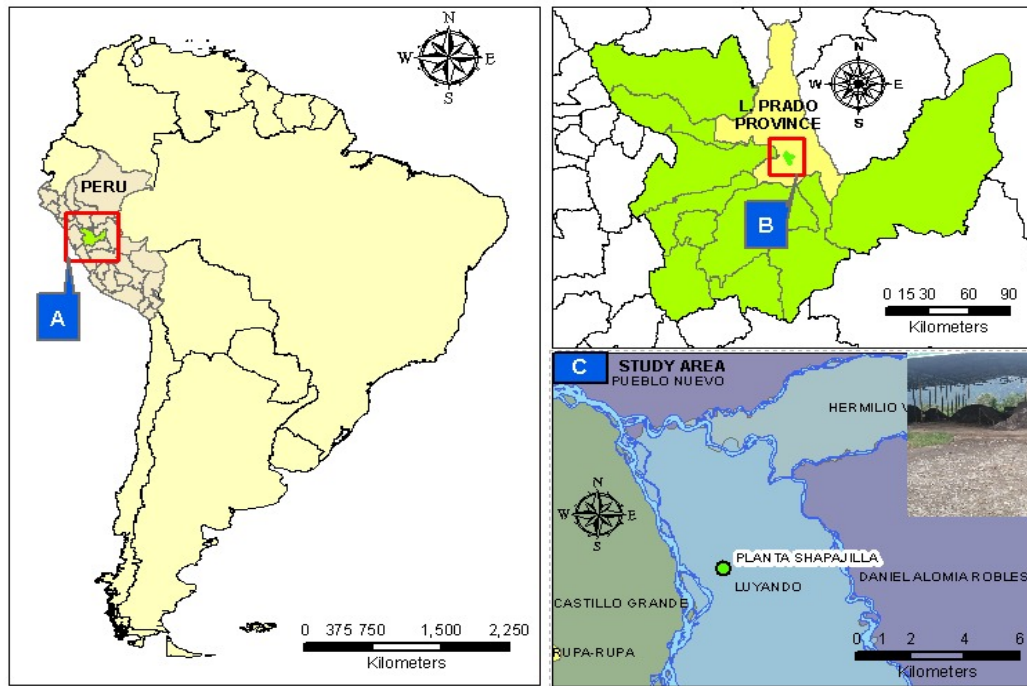 N
W E
S
PERU
A
0 375 750 1,500 2,250
Kilometers
L. PRADO
PROVINCE
N
W E
S
B
0 15 30 60 90
Kilometers
C STUDY AREA
PUEBLO NUEVO
HERMILIO V
N
W E
S
PLANTA SHAPAJILLA
LUYANDO
DANIEL ALOMIA ROBLES
CASTILLO GRANDE
RUPA-RUPA
0 1 2 4 6
Kilometers